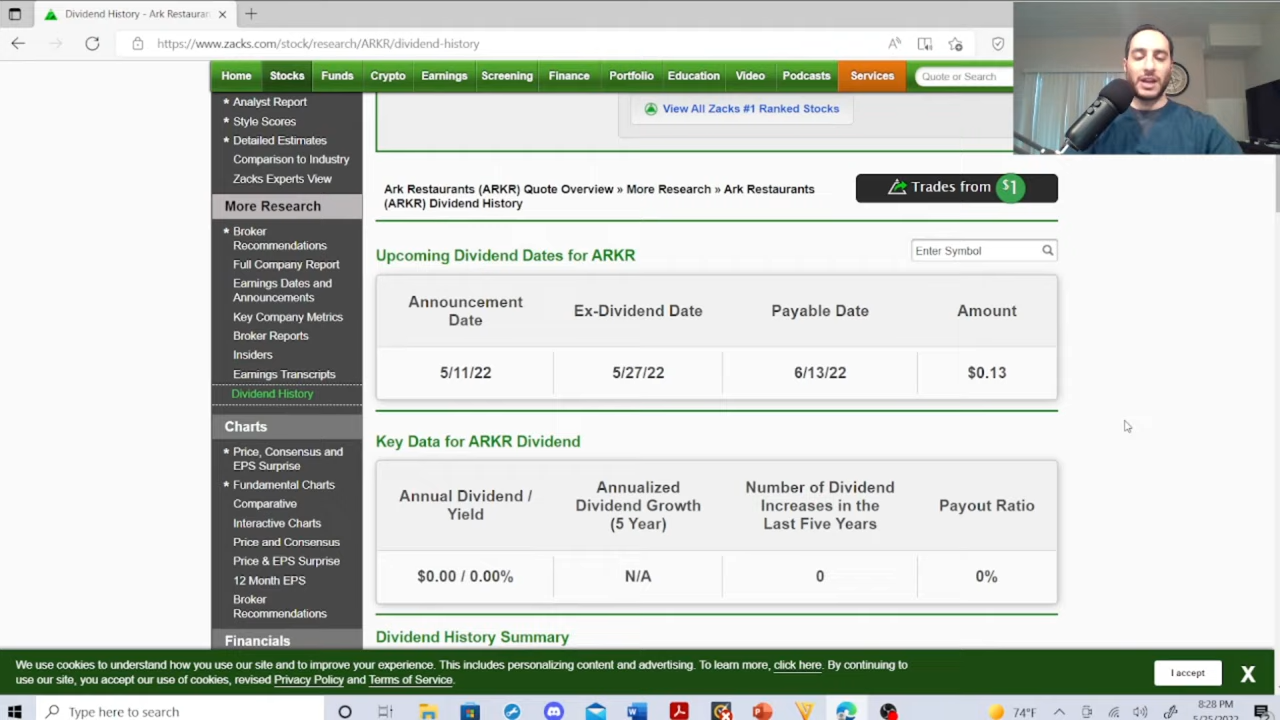 Dividend History - Ark Restauran
https://www.zacks.com/stock/research/ARKR/dividend-history
Home Stocks Funds Crypto Earnings Screening Finance Portfolio Education Video Podcasts Services Quote or Search
* Analyst Report
* Style Scores
* Detailed Estimates
Comparison to Industry
Zacks Experts View
More Research
* Broker
Recommendations
Full Company Report
Earnings Dates and
Announcements
Key Company Metrics
Broker Reports
Insiders
Earnings Transcripts
Dividend History
Charts
* Price, Consensus and
EPS Surprise
* Fundamental Charts
Comparative
Interactive Charts
Price and Consensus
Price & EPS Surprise
12 Month EPS
Broker
Recommendations
Financials
View All Zacks #1 Ranked Stocks
Ark Restaurants (ARKR) Quote Overview » More Research » Ark Restaurants
(ARKR) Dividend History
Trades from $1
Upcoming Dividend Dates for ARKR
Enter Symbol
Announcement
Date
Ex-Dividend Date
Payable Date
Amount
5/11/22 5/27/22 6/13/22 $0.13
Key Data for ARKR Dividend
Annual Dividend /
Yield
Annualized
Dividend Growth
(5 Year)
Number of Dividend
Increases in the
Last Five Years
Payout Ratio
$0.00 / 0.00% N/A 0 0%
Dividend History Summary
We use cookies to understand how you use our site and to improve your experience. This includes personalizing content and advertising. To learn more, click here. By continuing to
use our site, you accept our use of cookies, revised Privacy Policy and Terms of Service.
I accept
X
Type here to search
74°F
8:28 PM